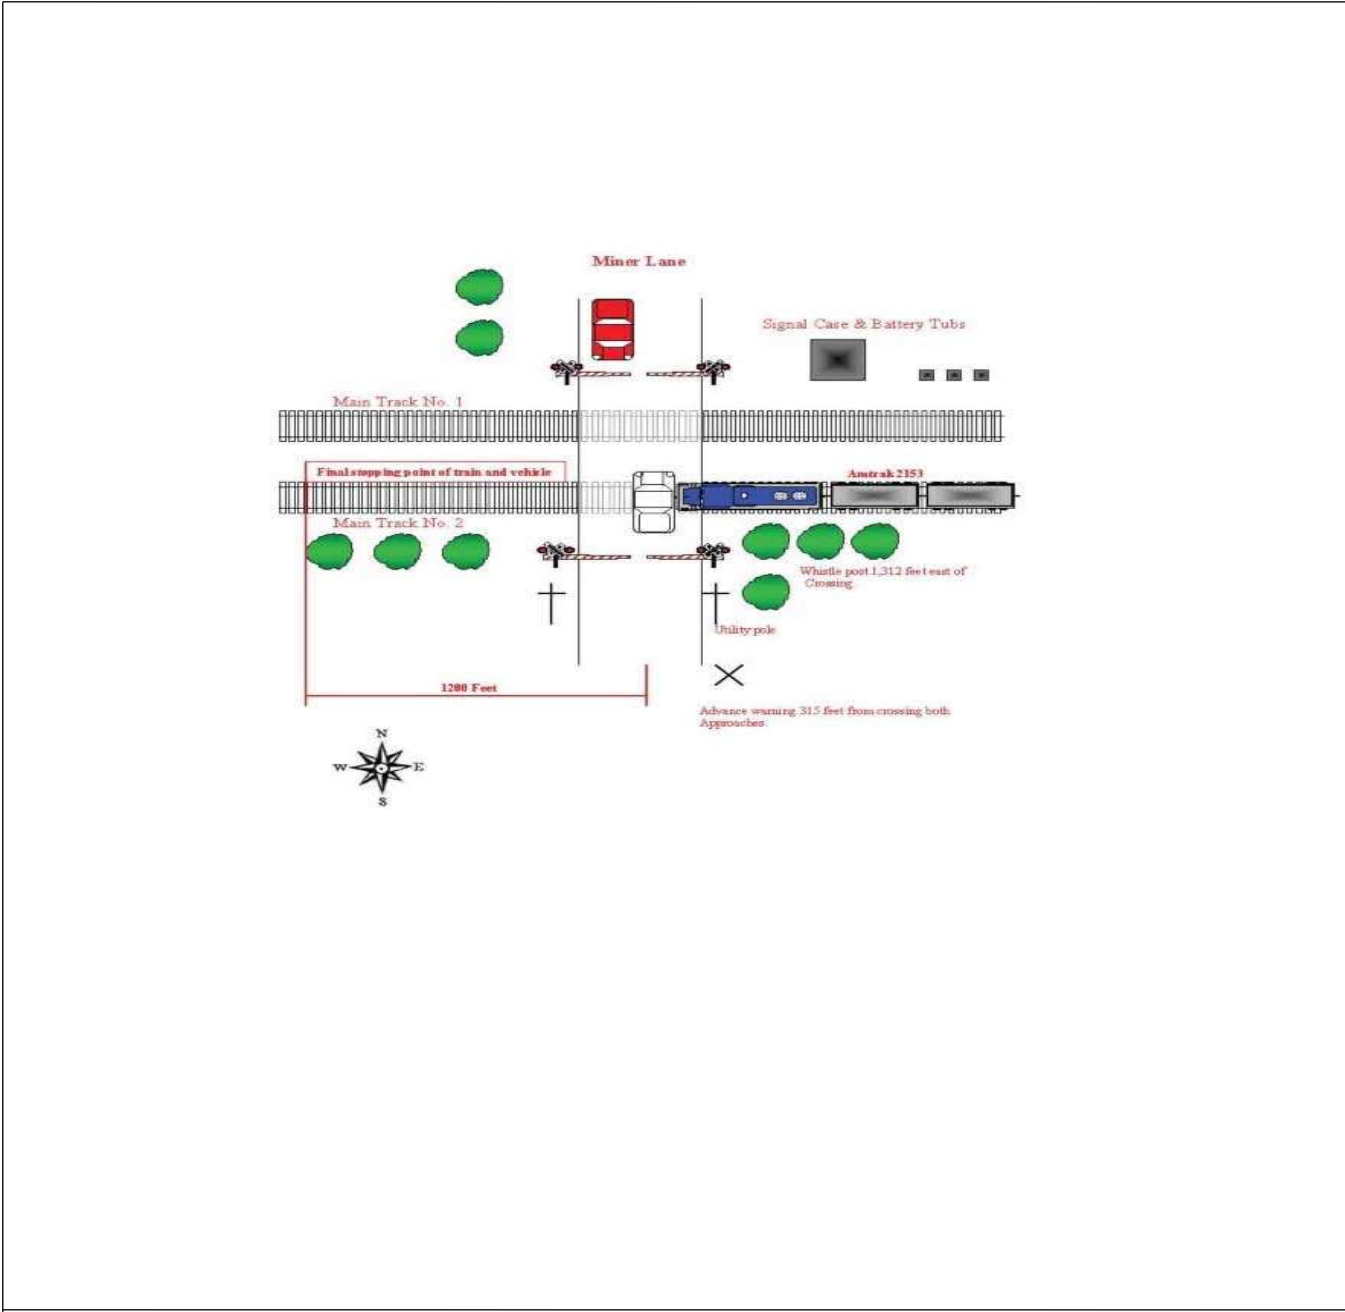 Miner Lane
Signal Case & Battery Tubs
Main Track No. 1
Final stopping point of train and vehicle
Amtrak 2153
Main Track No. 2
Whistle post 1,312 feet east of
Crossing
Utility pole
1200 Feet
Advance warning 315 feet from crossing both
Approaches.
N
W
E
S